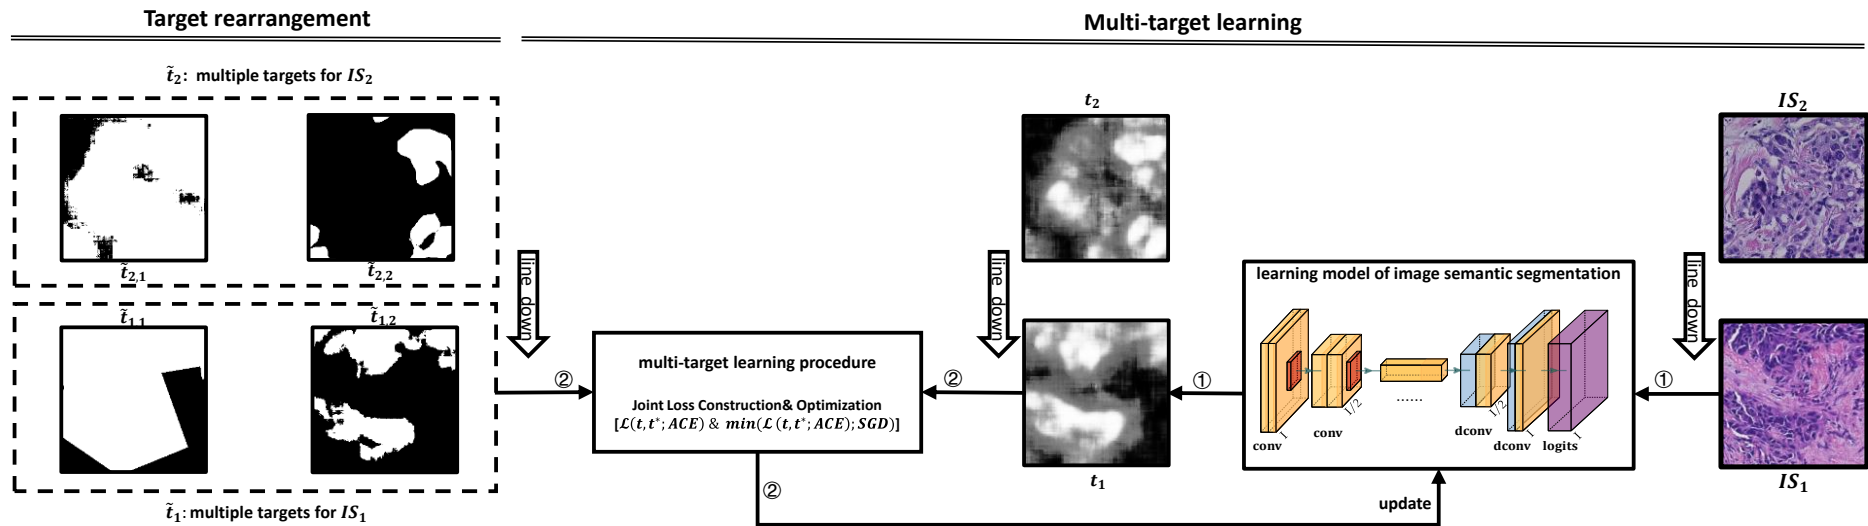 Target rearrangement
Multi-target learning
t̃₂: multiple targets for IS₂
t̃₂,₁
t̃₂,₂
t̃₁,₁
t̃₁,₂
t̃₁: multiple targets for IS₁
line down
②
multi-target learning procedure
Joint Loss Construction& Optimization
[ℒ(t, t*; ACE) & min(ℒ (t, t*; ACE); SGD)]
②
update
②
line down
t₂
t₁
①
learning model of image semantic segmentation
conv
I
conv
1/2
......
dconv
1/2
dconv
I
logits
I
①
line down
IS₂
IS₁